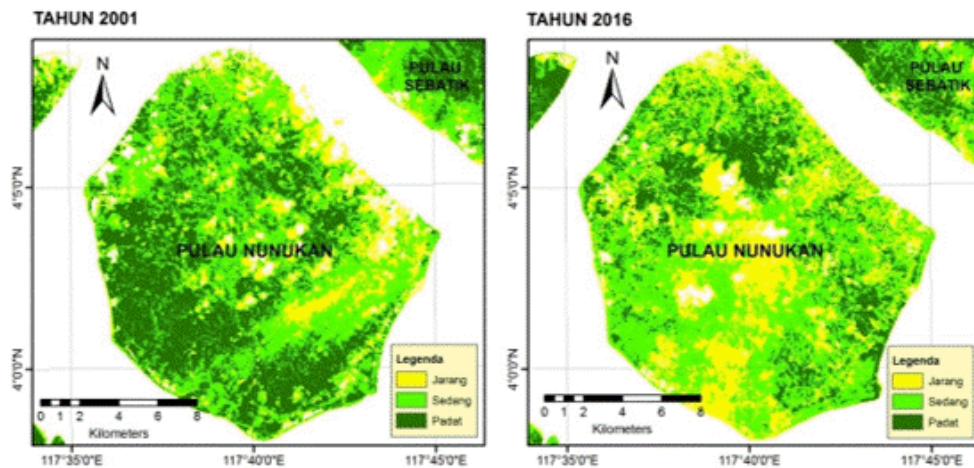 TAHUN 2001
N
PULAU
SEBATIK
4°5'0"N
PULAU NUNUKAN
4°0'0"N
Legenda
Jarang
Sedang
Padat
0 1 2 4 6 8
Kilometers
117°35'0"E 117°40'0"E 117°45'0"E
TAHUN 2016
N
PULAU
SEBATIK
4°5'0"N
PULAU NUNUKAN
4°0'0"N
Legenda
Jarang
Sedang
Padat
0 1 2 4 6 8
Kilometers
117°35'0"E 117°40'0"E 117°45'0"E